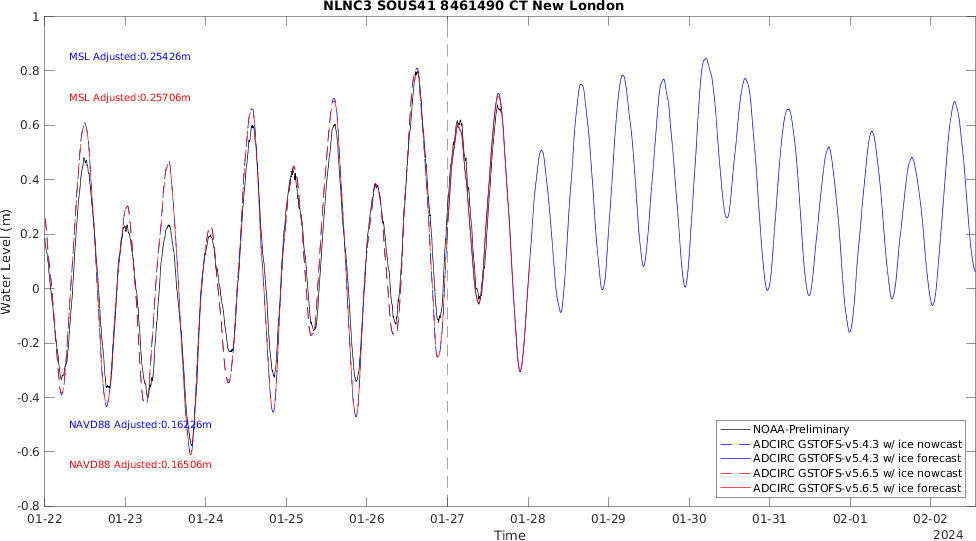 NLNC3 SOUS41 8461490 CT New London
1
0.8
0.6
0.4
0.2
0
-0.2
-0.4
-0.6
-0.8
Water Level (m)
MSL Adjusted:0.25426m
MSL Adjusted:0.25706m
NAVD88 Adjusted:0.16226m
NAVD88 Adjusted:0.16506m
NOAA-Preliminary
ADCIRC GSTOFS-v5.4.3 w/ ice nowcast
ADCIRC GSTOFS-v5.4.3 w/ ice forecast
ADCIRC GSTOFS-v5.6.5 w/ ice nowcast
ADCIRC GSTOFS-v5.6.5 w/ ice forecast
01-22 01-23 01-24 01-25 01-26 01-27 01-28 01-29 01-30 01-31 02-01 02-02
Time
2024